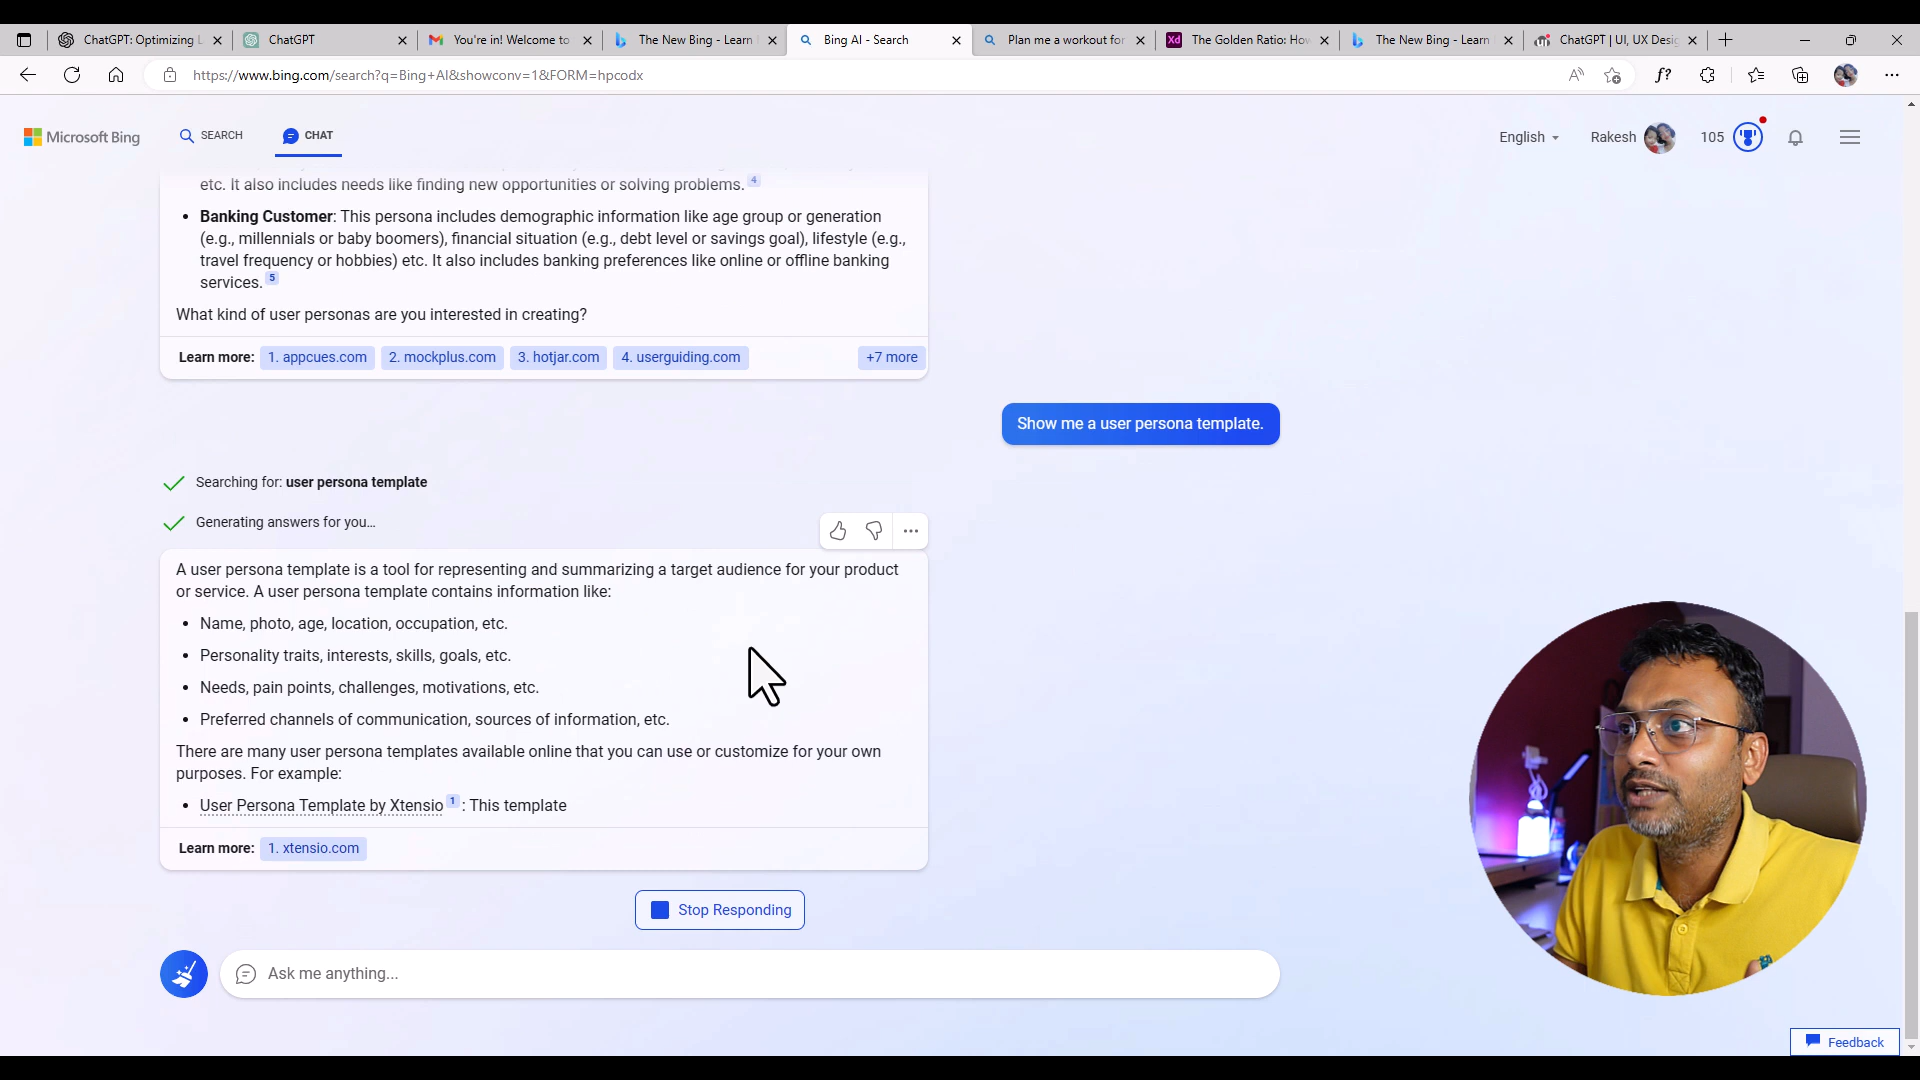 ChatGPT: Optimizing L
ChatGPT
You're in! Welcome to
The New Bing - Learn
Bing AI - Search
Plan me a workout for
Xd
The Golden Ratio: How
The New Bing - Learn
ChatGPT | UI, UX Desig
https://www.bing.com/search?q=Bing+AI&showconv=1&FORM=hpcodx
Microsoft Bing
SEARCH
CHAT
English
Rakesh
105
etc. It also includes needs like finding new opportunities or solving problems. 4
• Banking Customer: This persona includes demographic information like age group or generation
(e.g., millennials or baby boomers), financial situation (e.g., debt level or savings goal), lifestyle (e.g.,
travel frequency or hobbies) etc. It also includes banking preferences like online or offline banking
services. 5
What kind of user personas are you interested in creating?
Learn more: 1. appcues.com 2. mockplus.com 3. hotjar.com 4. userguiding.com +7 more
Show me a user persona template.
Searching for: user persona template
Generating answers for you...
A user persona template is a tool for representing and summarizing a target audience for your product
or service. A user persona template contains information like:
• Name, photo, age, location, occupation, etc.
• Personality traits, interests, skills, goals, etc.
• Needs, pain points, challenges, motivations, etc.
• Preferred channels of communication, sources of information, etc.
There are many user persona templates available online that you can use or customize for your own
purposes. For example:
• User Persona Template by Xtensio 1 : This template
Learn more: 1. xtensio.com
Stop Responding
Ask me anything...
Feedback